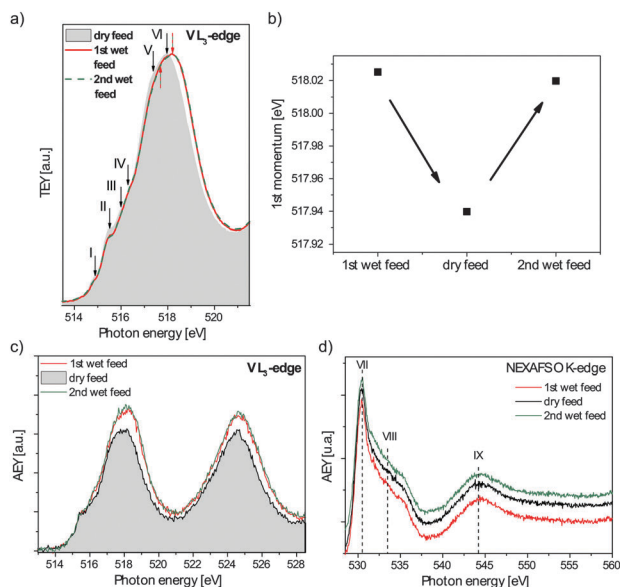 a)
dry feed
1st wet
feed
2nd wet
feed
VI
V
VL₃-edge
IV
III
II
I
TEY [a.u.]
514 516 518 520
Photon energy [eV]
b)
1st momentum [eV]
518.02
518.00
517.98
517.96
517.94
517.92
1st wet feed dry feed 2nd wet feed
c)
1st wet feed
dry feed
2nd wet feed
VL₃-edge
AEY [a.u.]
514 516 518 520 522 524 526 528
Photon energy [eV]
d)
VII
NEXAFSO K-edge
1st wet feed
dry feed
2nd wet feed
VIII
IX
AEY [u.a.]
530 535 540 545 550 555 560
Photon energy [eV]